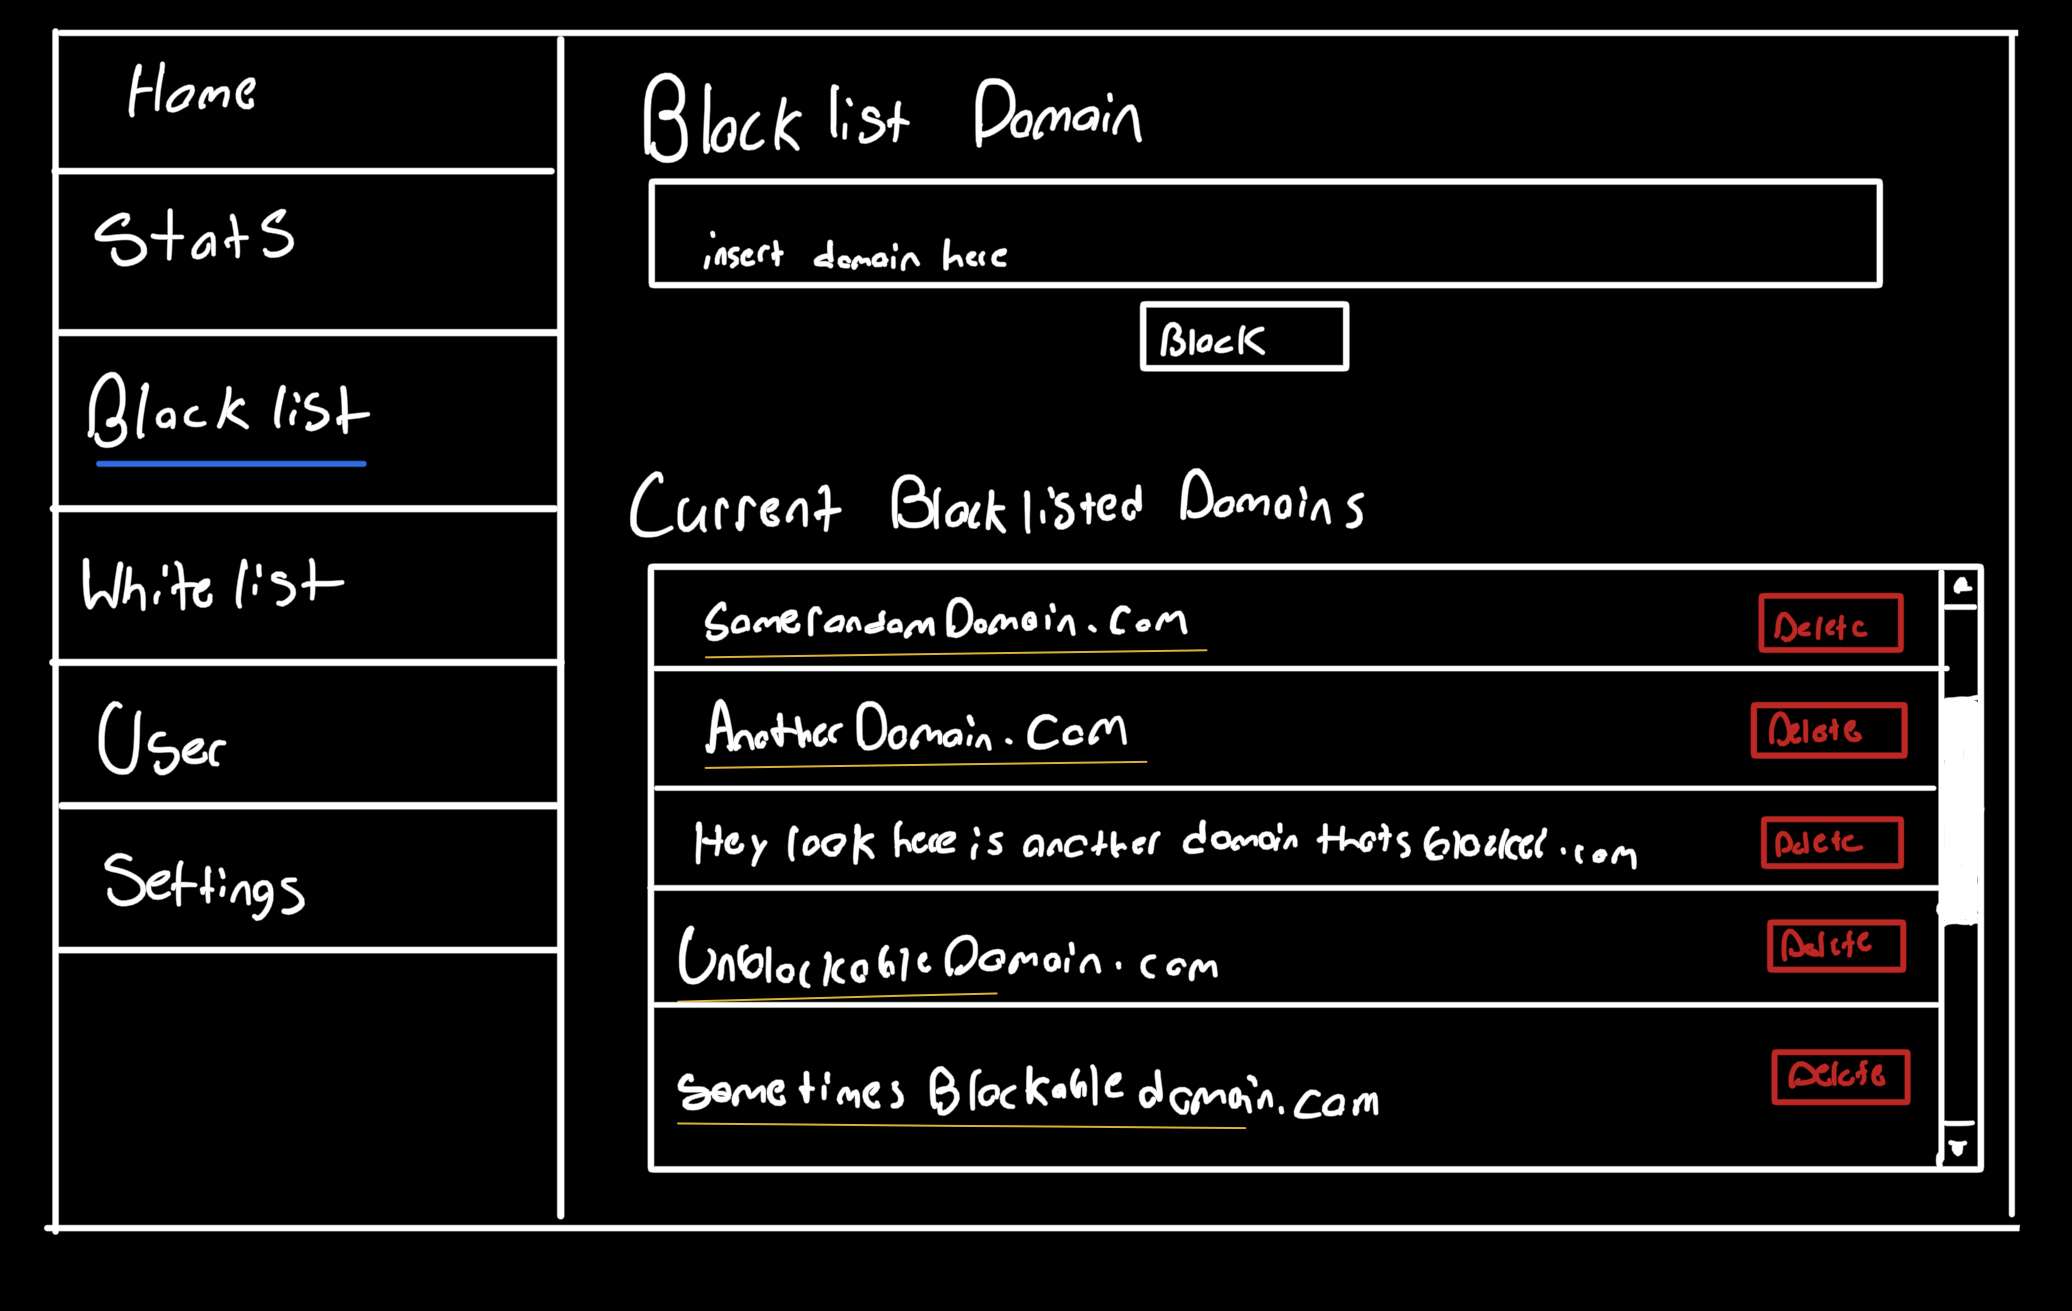 Home
Stats
Block list
White list
User
Settings
Block list Domain
insert domain here
Block
Current Blocklisted Domains
SomerandomDomain.com
Delete
AnotherDomain.com
Delete
Hey look here is another domain thats blocked.com
Delete
UnblockableDomain.com
Delete
sometimes Blockable domain.com
Delete